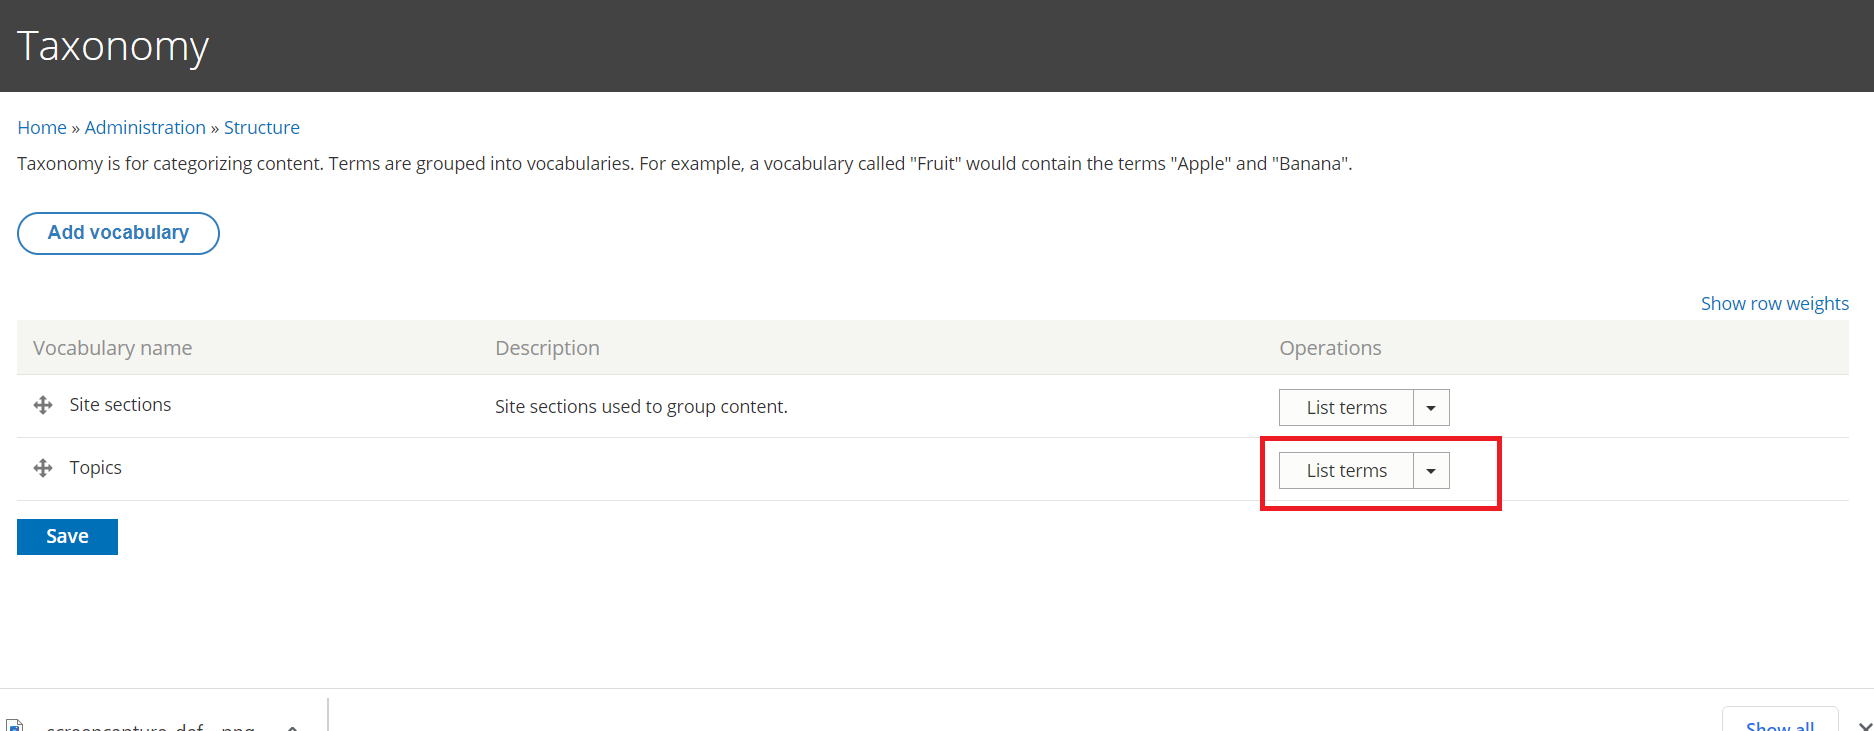 Taxonomy
Home » Administration » Structure
Taxonomy is for categorizing content. Terms are grouped into vocabularies. For example, a vocabulary called "Fruit" would contain the terms "Apple" and "Banana".
Add vocabulary
Show row weights
Vocabulary name Description Operations
Site sections Site sections used to group content. List terms
Topics List terms
Save
Show all